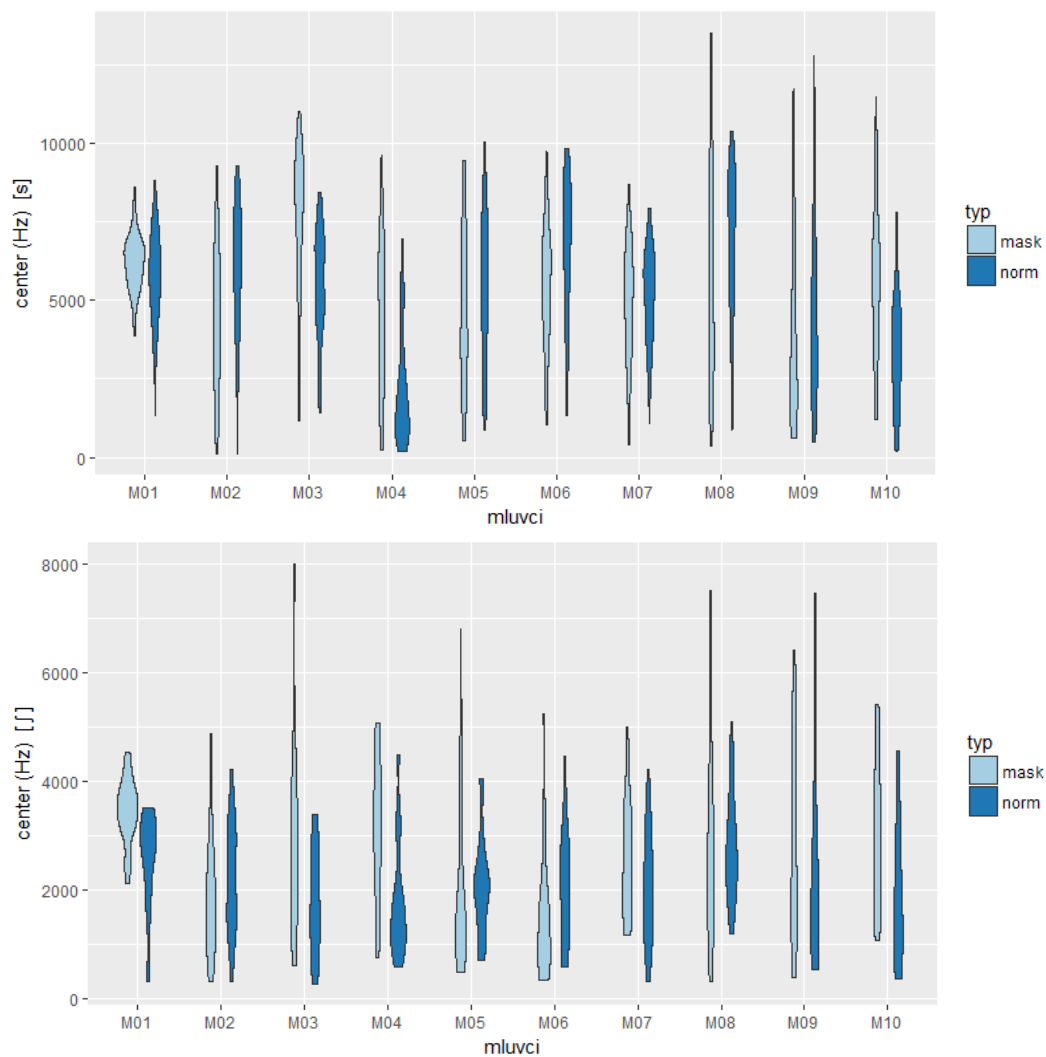 center (Hz)  [s]
10000
5000
0
M01 M02 M03 M04 M05 M06 M07 M08 M09 M10
mluvci
typ
mask
norm
center (Hz)  [ʃ]
8000
6000
4000
2000
0
M01 M02 M03 M04 M05 M06 M07 M08 M09 M10
mluvci
typ
mask
norm